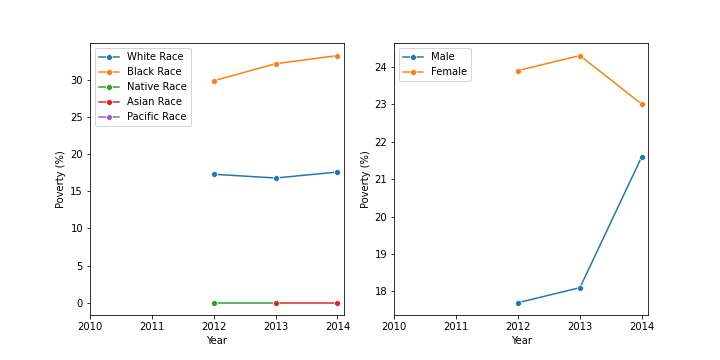 White Race
Black Race
Native Race
Asian Race
Pacific Race
30
25
20
15
10
5
0
Poverty (%)
2010 2011 2012 2013 2014
Year
Male
Female
24
23
22
21
20
19
18
Poverty (%)
2010 2011 2012 2013 2014
Year